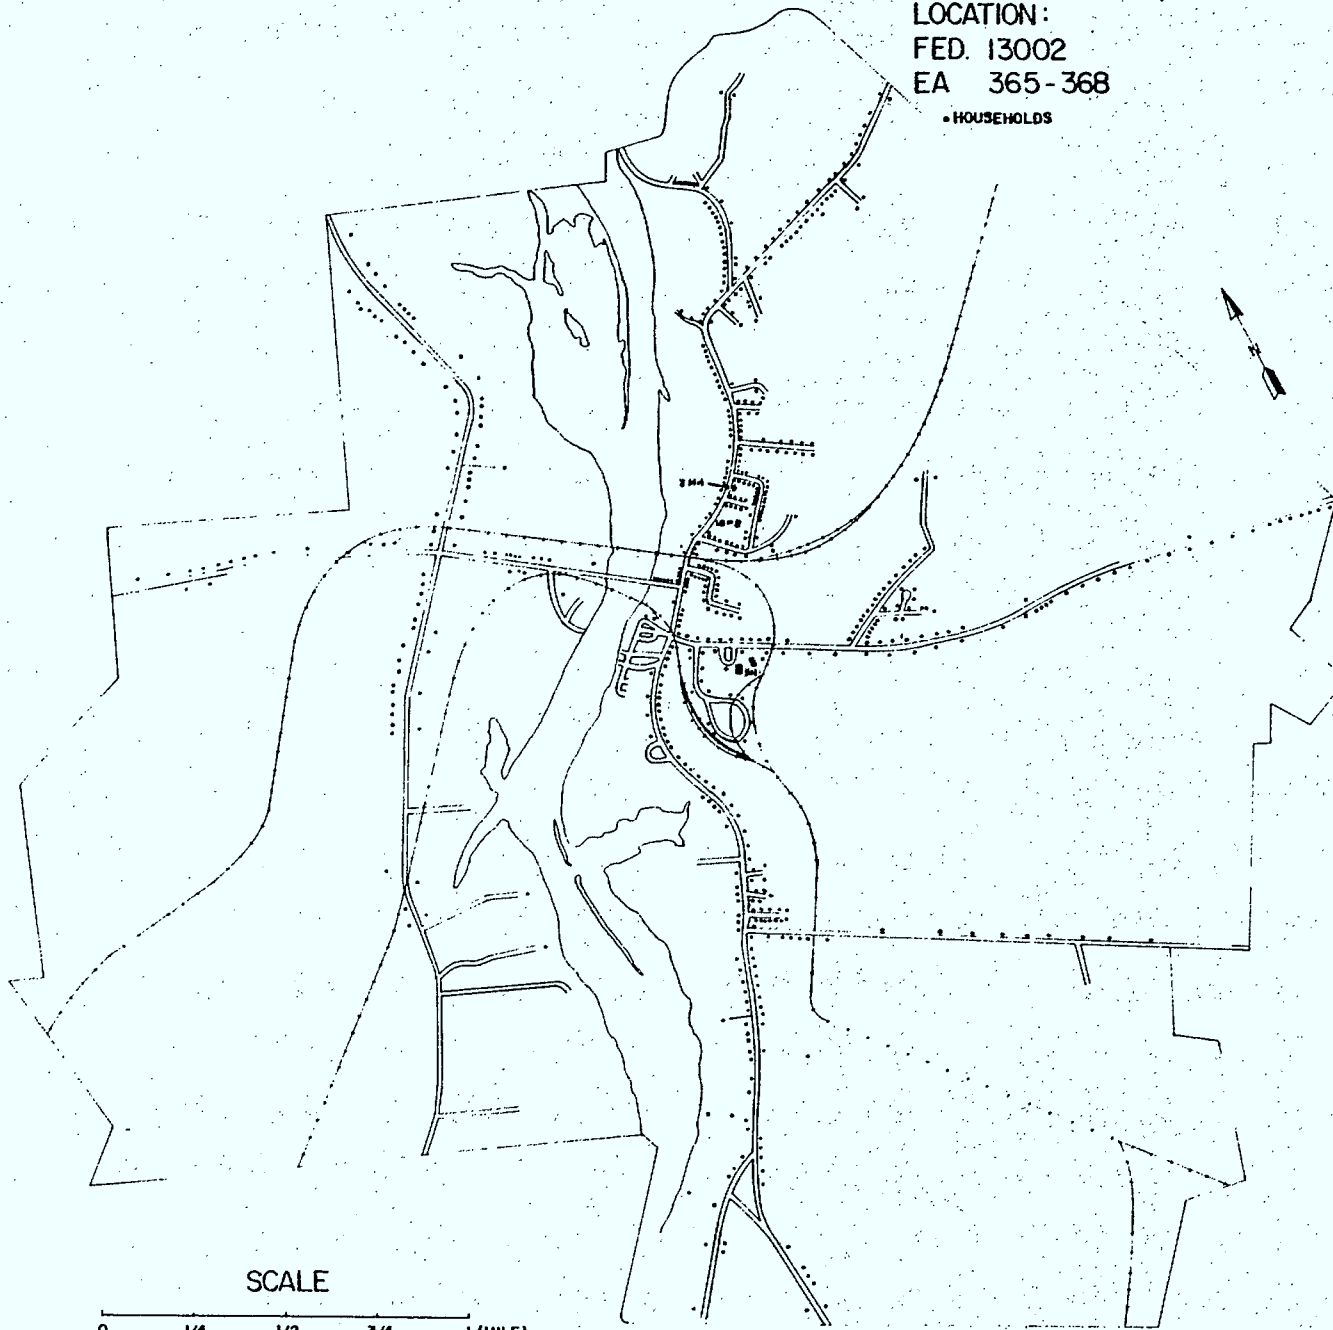 LOCATION:
FED. 13002
EA 365-368
• HOUSEHOLDS
N
SCALE
0 1/4 1/2 3/4 1 (MILE)